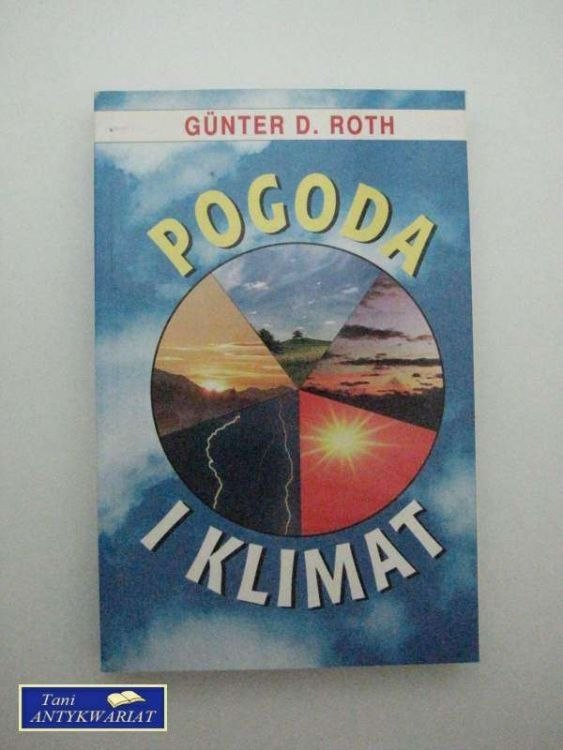 GÜNTER D. ROTH
POGODA
I KLIMAT
Tani
ANTYKWARIAT